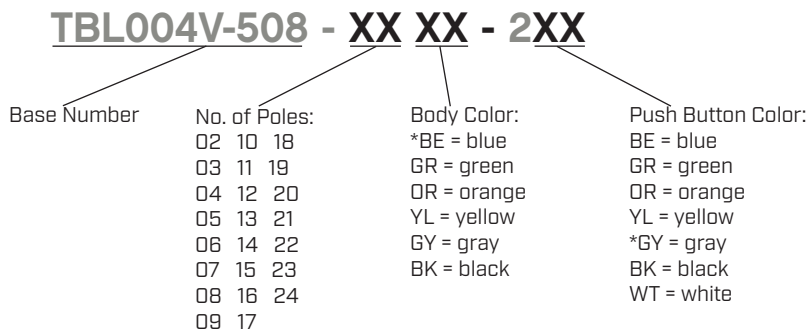 TBL004V-508 - XX XX - 2XX
Base Number
No. of Poles:
02 10 18
03 11 19
04 12 20
05 13 21
06 14 22
07 15 23
08 16 24
09 17
Body Color:
*BE = blue
GR = green
OR = orange
YL = yellow
GY = gray
BK = black
Push Button Color:
BE = blue
GR = green
OR = orange
YL = yellow
*GY = gray
BK = black
WT = white